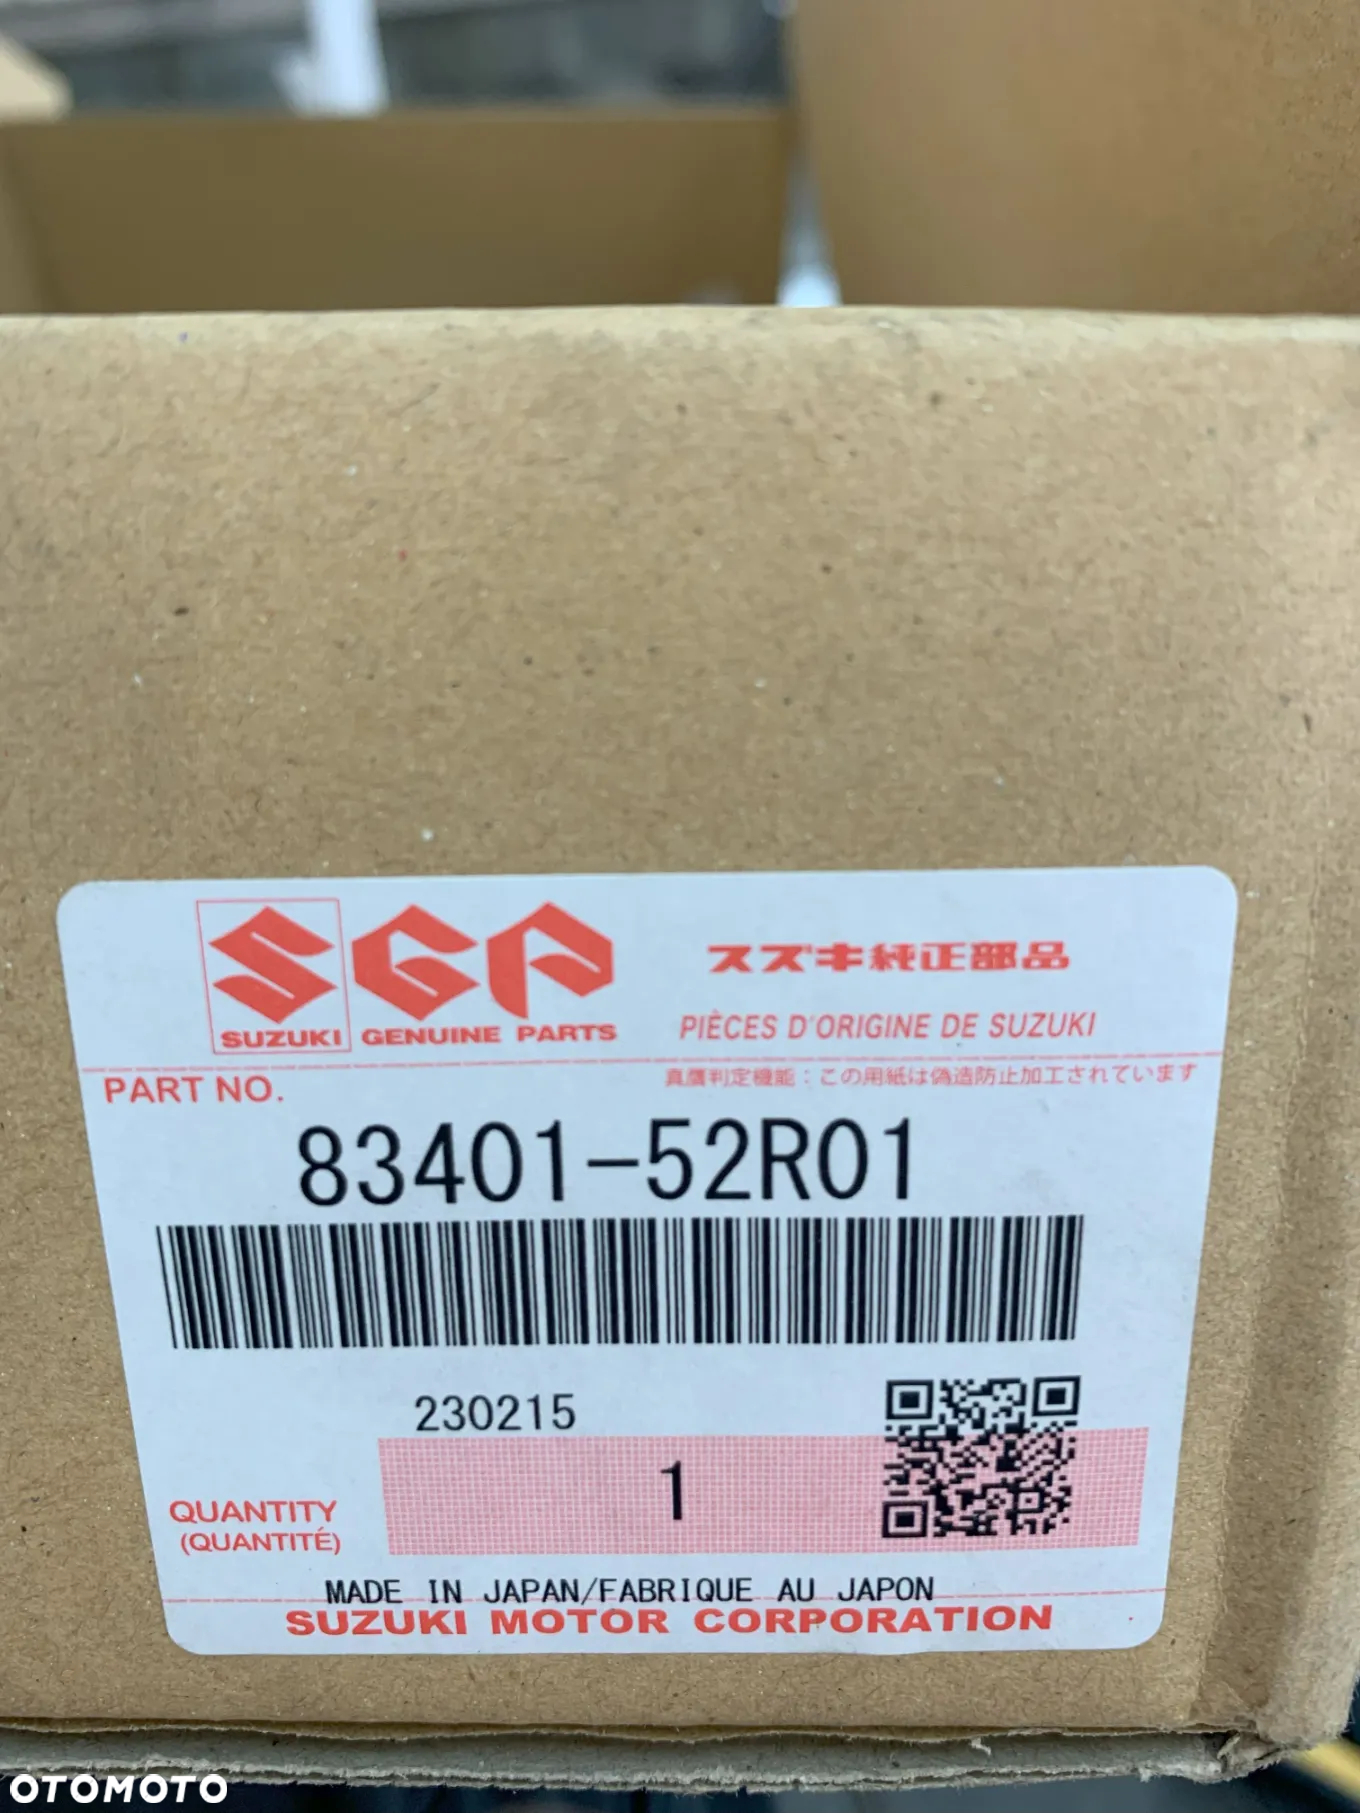 SGP
SUZUKI GENUINE PARTS
スズキ純正部品
PIÈCES D'ORIGINE DE SUZUKI
PART NO.
真贋判定機能：この用紙は偽造防止加工されています
83401-52R01
230215
1
QUANTITY
(QUANTITÉ)
MADE IN JAPAN/FABRIQUE AU JAPON
SUZUKI MOTOR CORPORATION
OTOMOTO